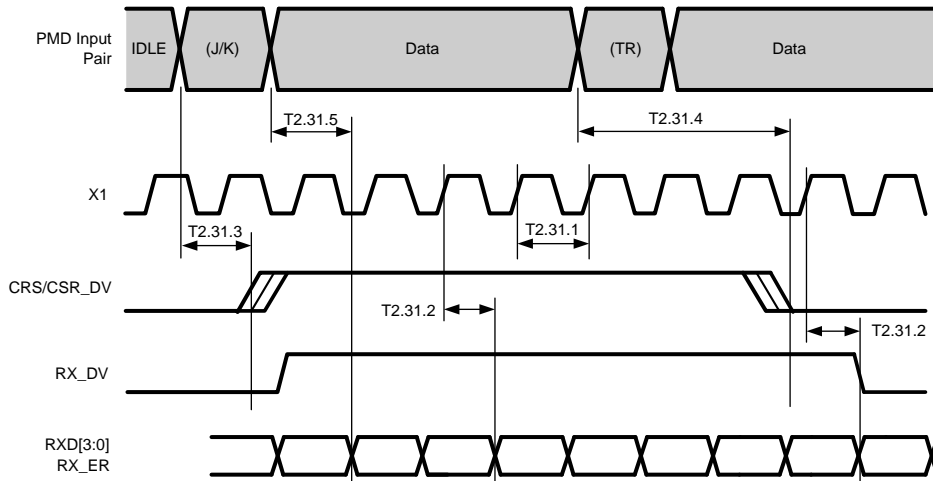 PMD Input
Pair
IDLE
(J/K)
Data
(TR)
Data
T2.31.5
T2.31.4
X1
T2.31.3
T2.31.1
CRS/CSR_DV
T2.31.2
T2.31.2
RX_DV
RXD[3:0]
RX_ER